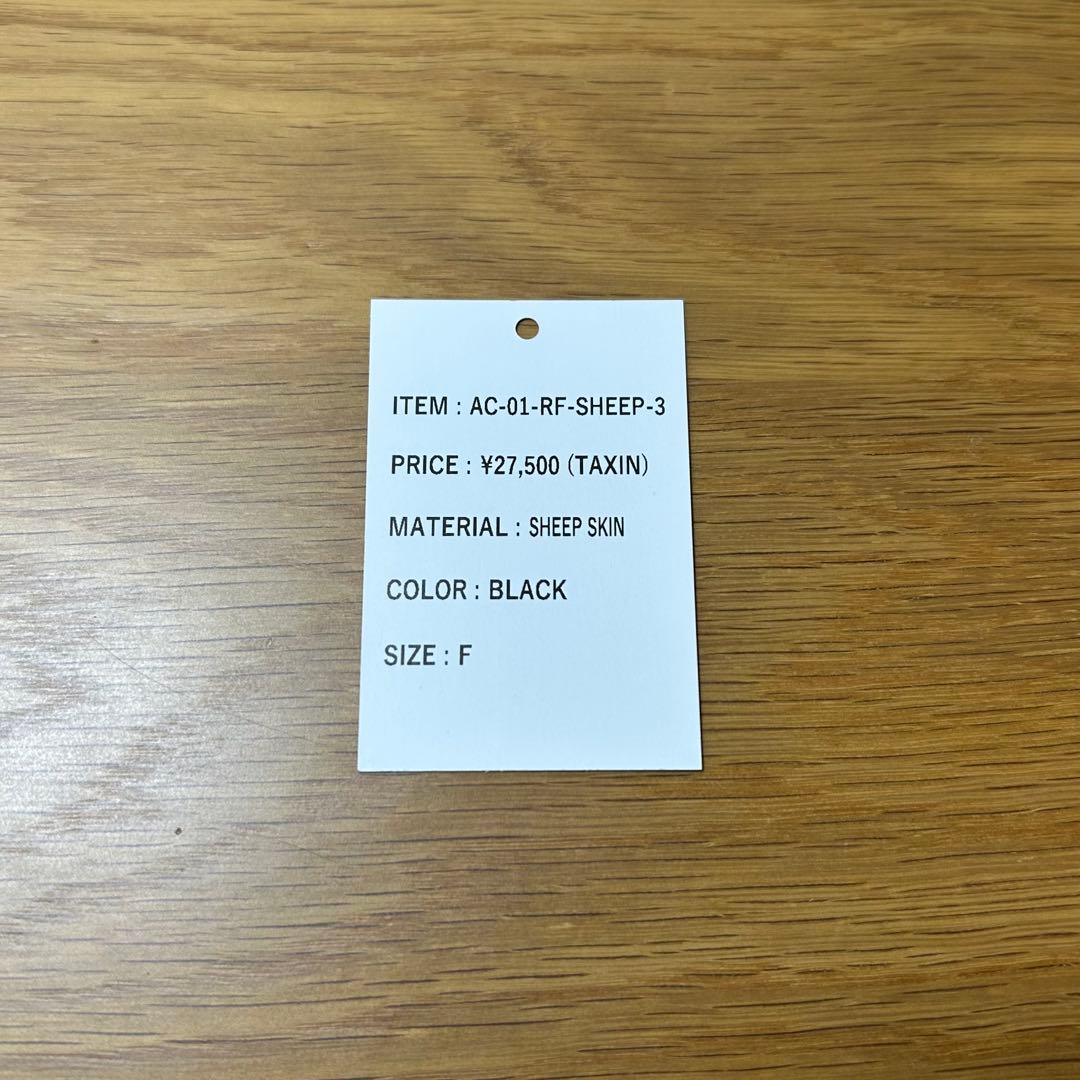 ITEM : AC-01-RF-SHEEP-3
PRICE : ¥27,500 (TAXIN)
MATERIAL : SHEEP SKIN
COLOR : BLACK
SIZE : F